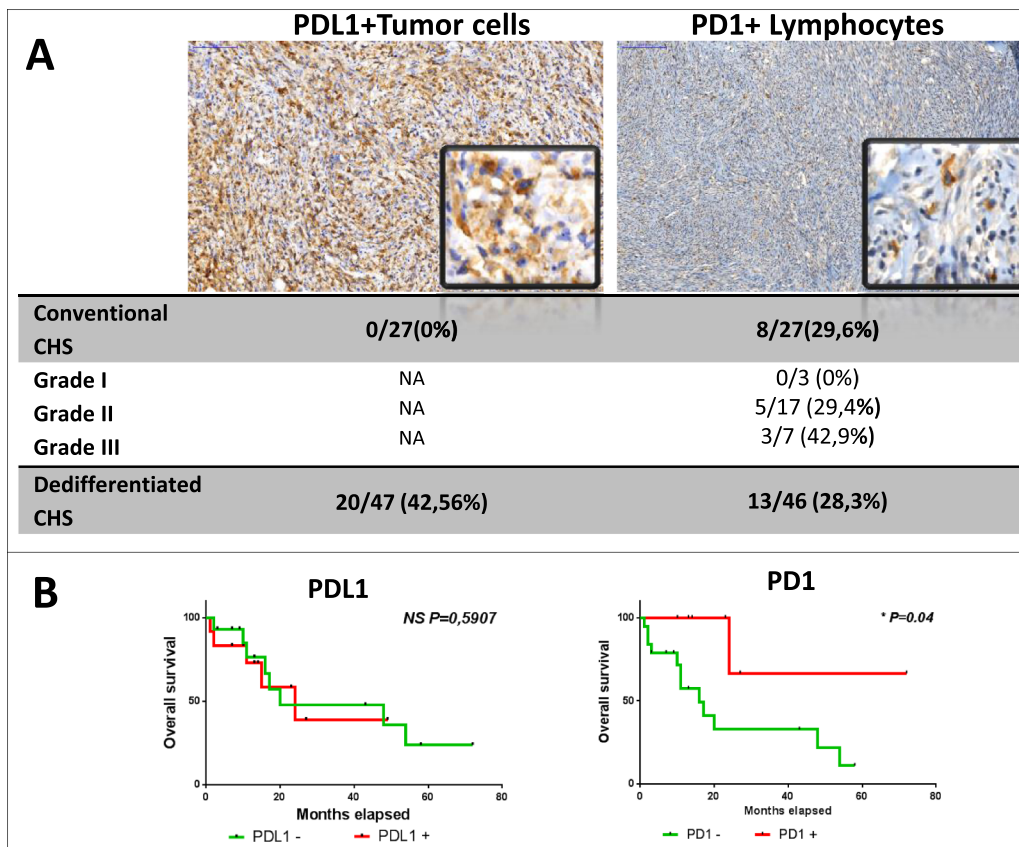 PDL1+Tumor cells
PD1+ Lymphocytes
A
Conventional CHS
0/27(0%)
8/27(29,6%)
Grade I
NA
0/3 (0%)
Grade II
NA
5/17 (29,4%)
Grade III
NA
3/7 (42,9%)
Dedifferentiated CHS
20/47 (42,56%)
13/46 (28,3%)
B
PDL1
NS P=0,5907
Overall survival
100
50
0
0 20 40 60 80
Months elapsed
PDL1 - PDL1 +
PD1
* P=0.04
Overall survival
100
50
0
0 20 40 60 80
Months elapsed
PD1 - PD1 +